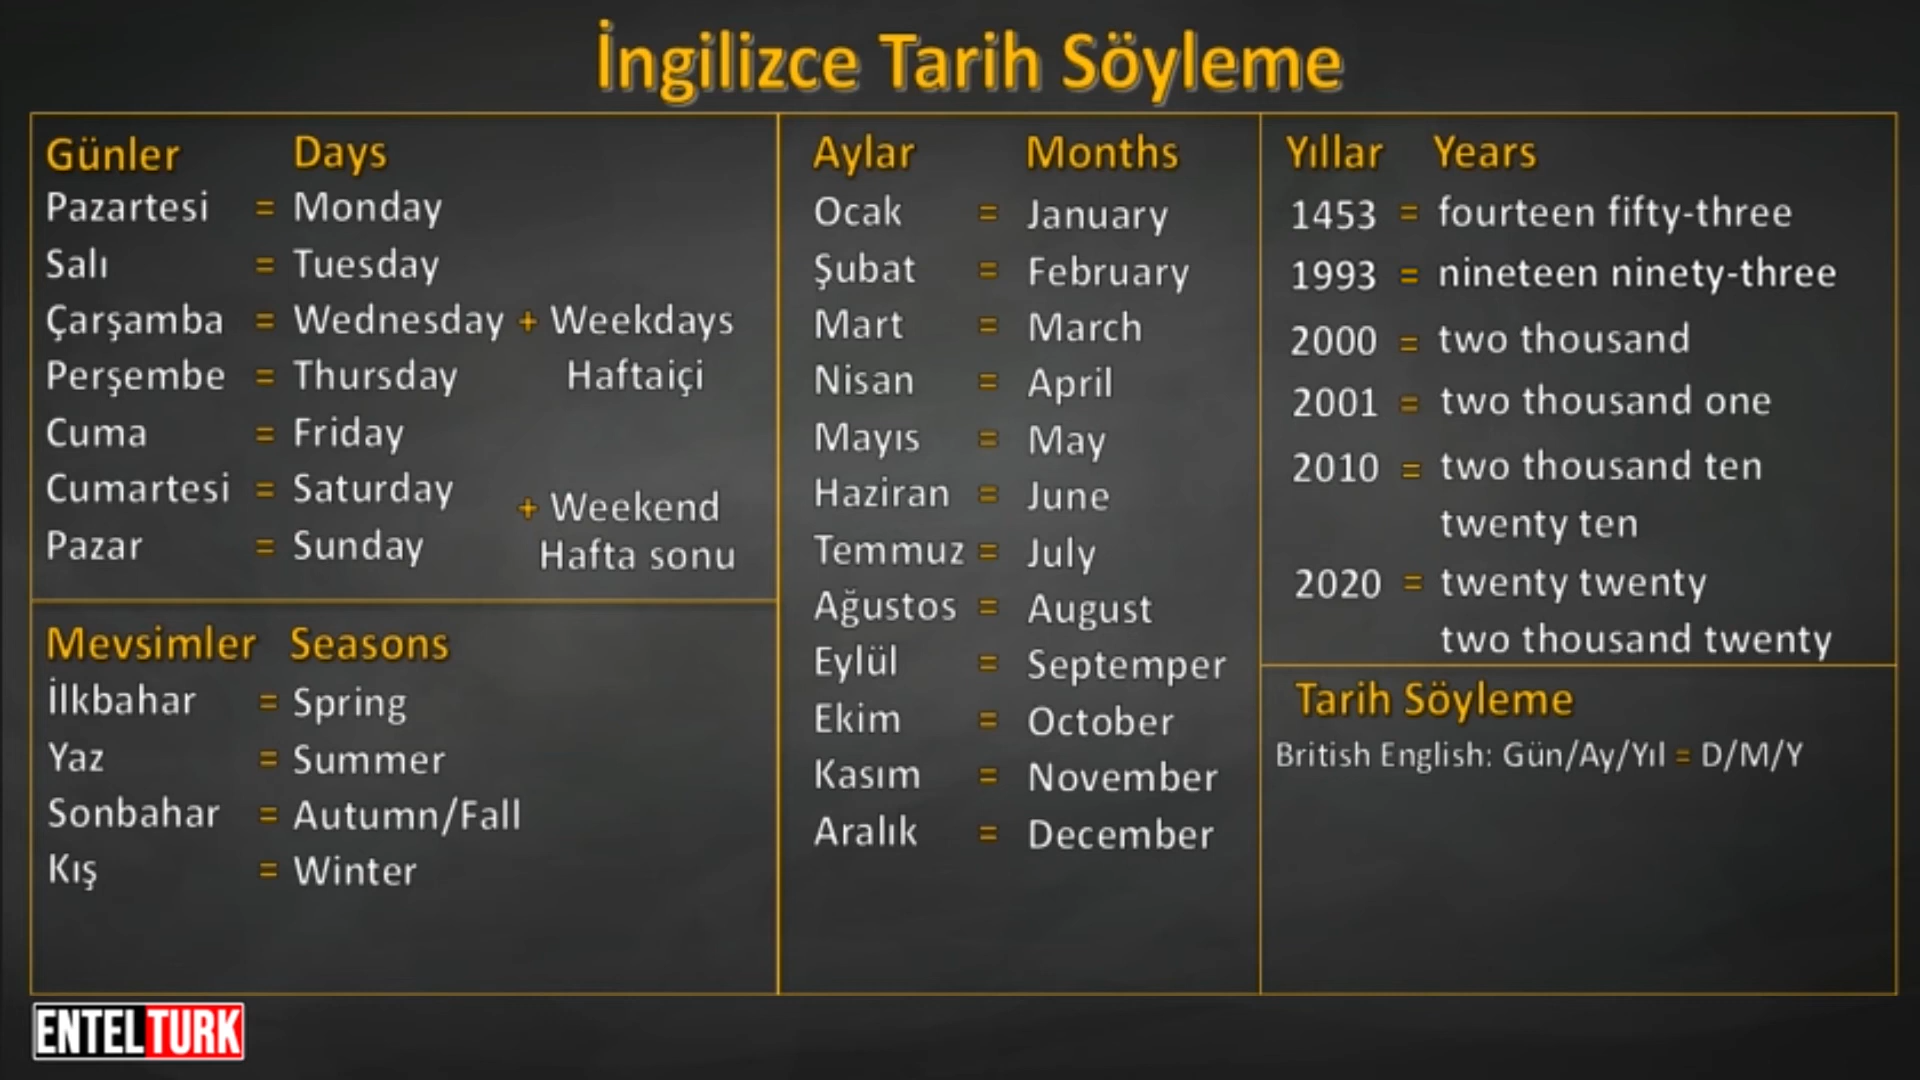 İngilizce Tarih Söyleme
Günler Days
Pazartesi = Monday
Salı = Tuesday
Çarşamba = Wednesday + Weekdays
Perşembe = Thursday Haftaiçi
Cuma = Friday
Cumartesi = Saturday
+ Weekend
Pazar = Sunday
Hafta sonu
Mevsimler Seasons
İlkbahar = Spring
Yaz = Summer
Sonbahar = Autumn/Fall
Kış = Winter
Aylar Months
Ocak = January
Şubat = February
Mart = March
Nisan = April
Mayıs = May
Haziran = June
Temmuz = July
Ağustos = August
Eylül = Septemper
Ekim = October
Kasım = November
Aralık = December
Yıllar Years
1453 = fourteen fifty-three
1993 = nineteen ninety-three
2000 = two thousand
2001 = two thousand one
2010 = two thousand ten
twenty ten
2020 = twenty twenty
two thousand twenty
Tarih Söyleme
British English: Gün/Ay/Yıl = D/M/Y
ENTELTURK